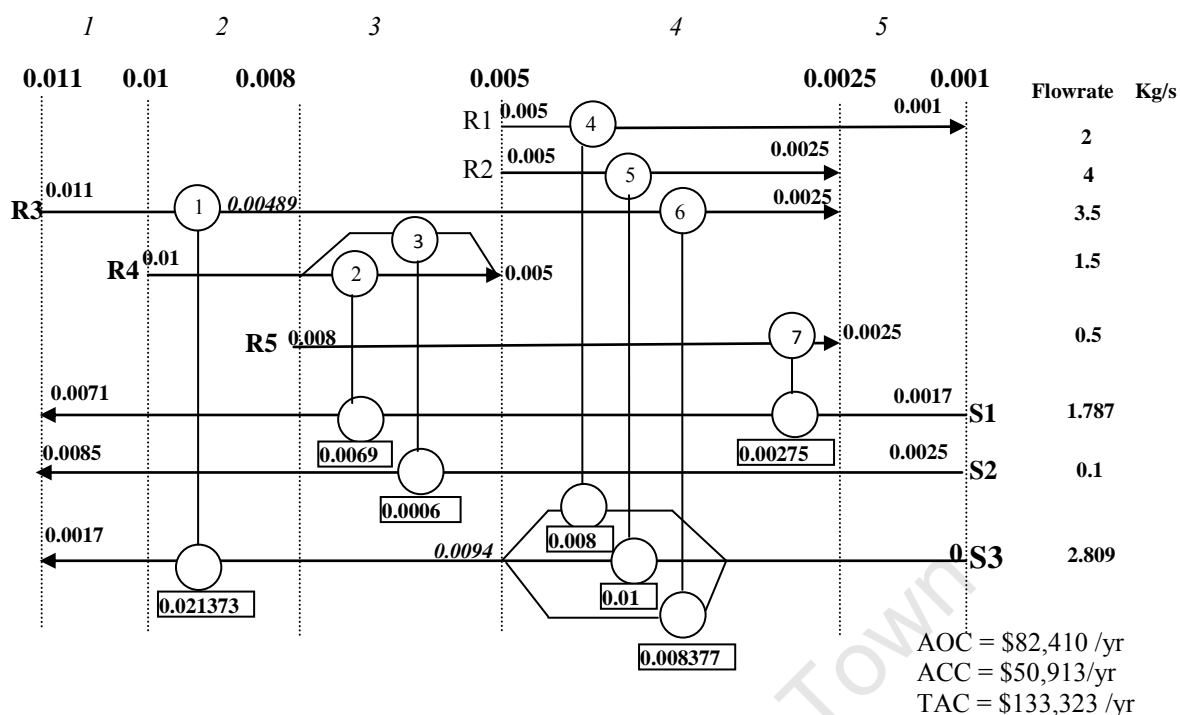 1 2 3 4 5
0.011 0.01 0.008 0.005 0.0025 0.001 Flowrate Kg/s
R1 0.005 4 0.001 2
R2 0.005 5 0.0025 4
R3 0.011 1 0.00489 6 0.0025 3.5
R4 0.01 2 3 0.005 1.5
R5 0.008 7 0.0025 0.5
0.0071 0.0017 S1 1.787
0.0069 0.00275
0.0085 0.0025 S2 0.1
0.0006
0.008
0.0017 0.0094 0 S3 2.809
0.021373 0.01
0.008377
Town
AOC = $82,410 /yr
ACC = $50,913/yr
TAC = $133,323 /yr